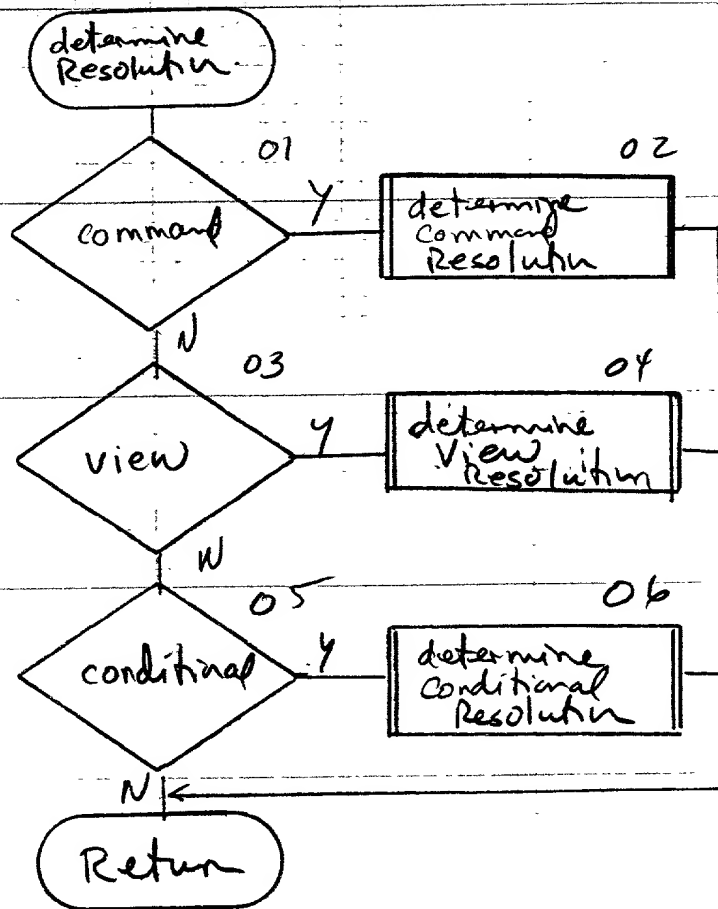 determine
Resolution
01
02
command
Y
determine
command
Resolution
N
03
04
view
Y
determine
View
Resolution
N
05
06
conditional
Y
determine
conditional
Resolution
N
Return